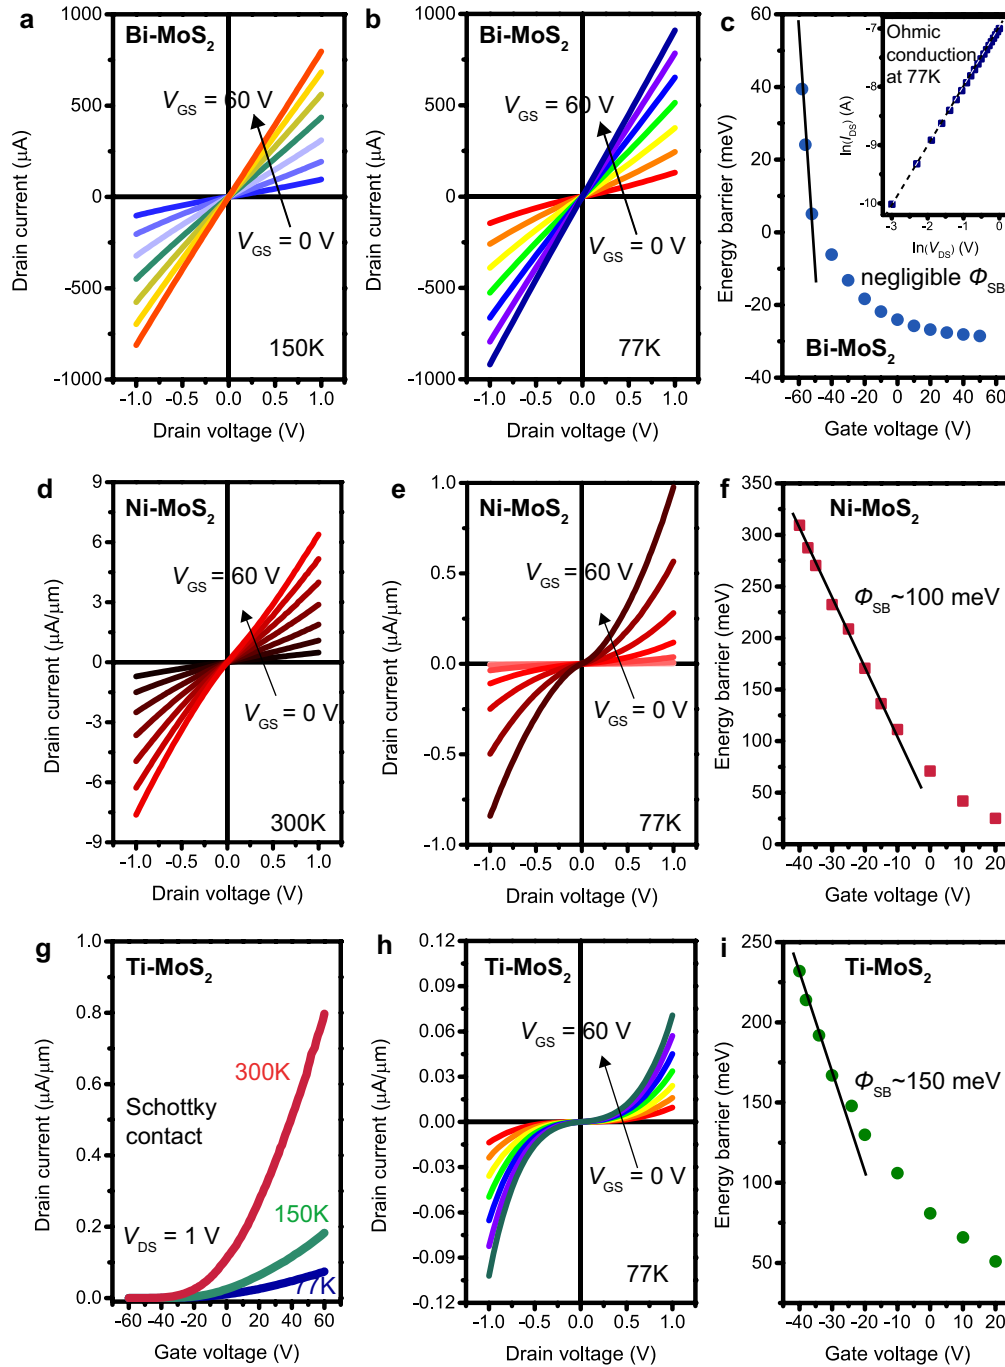 a
Bi-MoS2
VGS = 60 V
VGS = 0 V
150K
1000
500
0
-500
-1000
-1.0 -0.5 0.0 0.5 1.0
Drain voltage (V)
Drain current (μA)
b
Bi-MoS2
VGS = 60 V
VGS = 0 V
77K
1000
500
0
-500
-1000
-1.0 -0.5 0.0 0.5 1.0
Drain voltage (V)
Drain current (μA)
c
60
40
20
0
-20
-40
-60 -40 -20 0 20 40 60
Gate voltage (V)
Energy barrier (meV)
Ohmic
conduction
at 77K
-7
-8
-9
-10
-3 -2 -1 0
ln(VDS) (V)
ln(IDS) (A)
negligible ΦSB
Bi-MoS2
d
Ni-MoS2
VGS = 60 V
VGS = 0 V
300K
9
6
3
0
-3
-6
-9
-1.0 -0.5 0.0 0.5 1.0
Drain voltage (V)
Drain current (μA/μm)
e
Ni-MoS2
VGS = 60 V
VGS = 0 V
77K
1.0
0.5
0.0
-0.5
-1.0
-1.0 -0.5 0.0 0.5 1.0
Drain voltage (V)
Drain current (μA/μm)
f
Ni-MoS2
ΦSB~100 meV
350
300
250
200
150
100
50
0
-40 -30 -20 -10 0 10 20
Gate voltage (V)
Energy barrier (meV)
g
Ti-MoS2
300K
Schottky
contact
150K
VDS = 1 V
77K
1.0
0.8
0.6
0.4
0.2
0.0
-60 -40 -20 0 20 40 60
Gate voltage (V)
Drain current (μA/μm)
h
Ti-MoS2
VGS = 60 V
VGS = 0 V
77K
0.12
0.09
0.06
0.03
0.00
-0.03
-0.06
-0.09
-0.12
-1.0 -0.5 0.0 0.5 1.0
Drain voltage (V)
Drain current (μA/μm)
i
Ti-MoS2
ΦSB~150 meV
250
200
150
100
50
-40 -30 -20 -10 0 10 20
Gate voltage (V)
Energy barrier (meV)